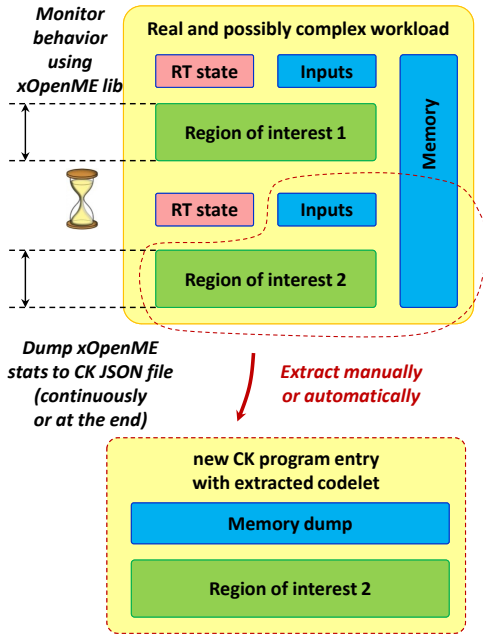 Monitor
behavior
using
xOpenME lib
Real and possibly complex workload
RT state
Inputs
Memory
Region of interest 1
RT state
Inputs
Region of interest 2
Dump xOpenME
stats to CK JSON file
(continuously
or at the end)
Extract manually
or automatically
new CK program entry
with extracted codelet
Memory dump
Region of interest 2